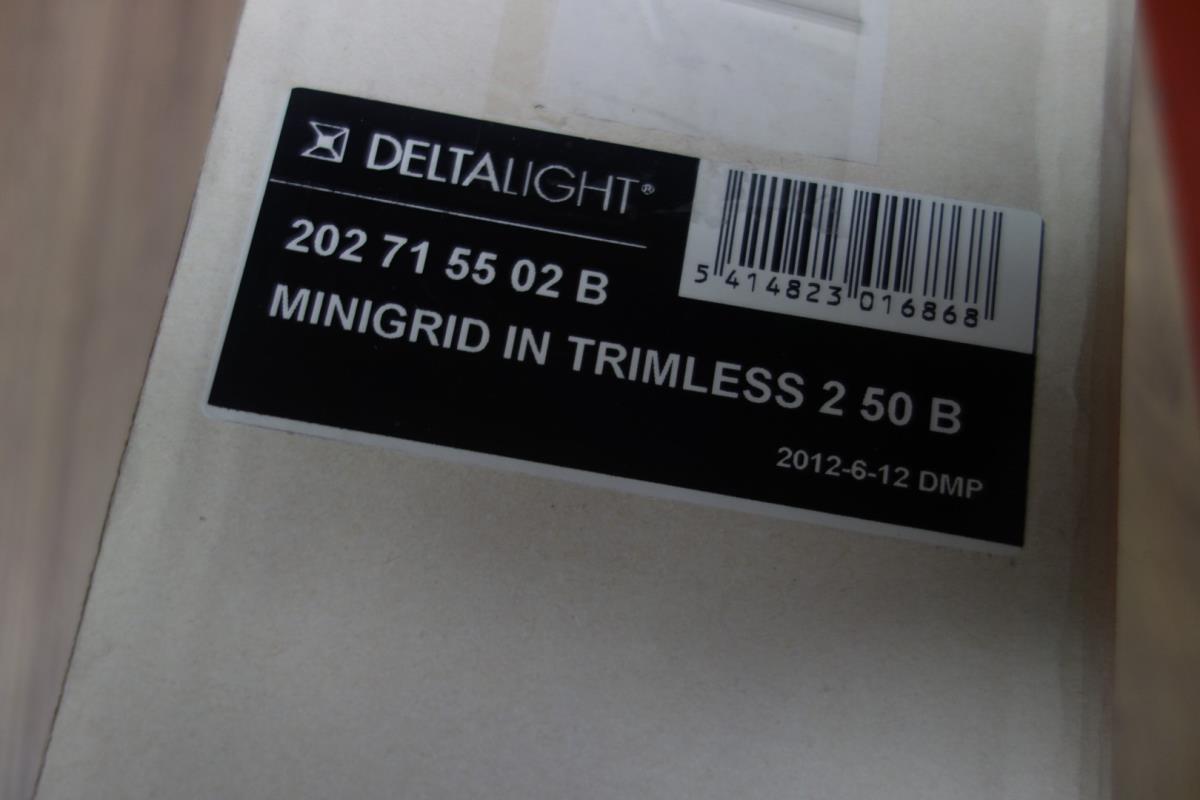 DELTALIGHT®
202 71 55 02 B
MINIGRID IN TRIMLESS 2 50 B
2012-6-12 DMP
5 414823 016868